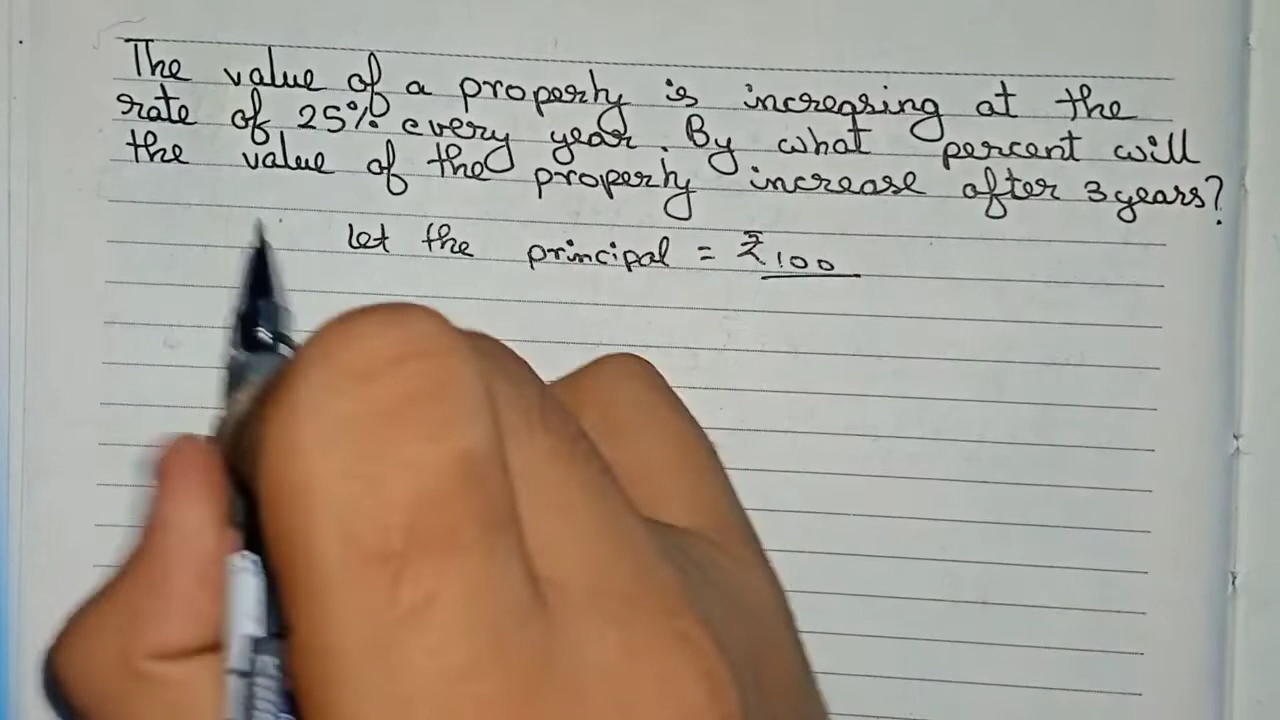 The value of a property is increasing at the
rate of 25% every year. By what percent will
the value of the property increase after 3 years?
Let the principal = ₹100